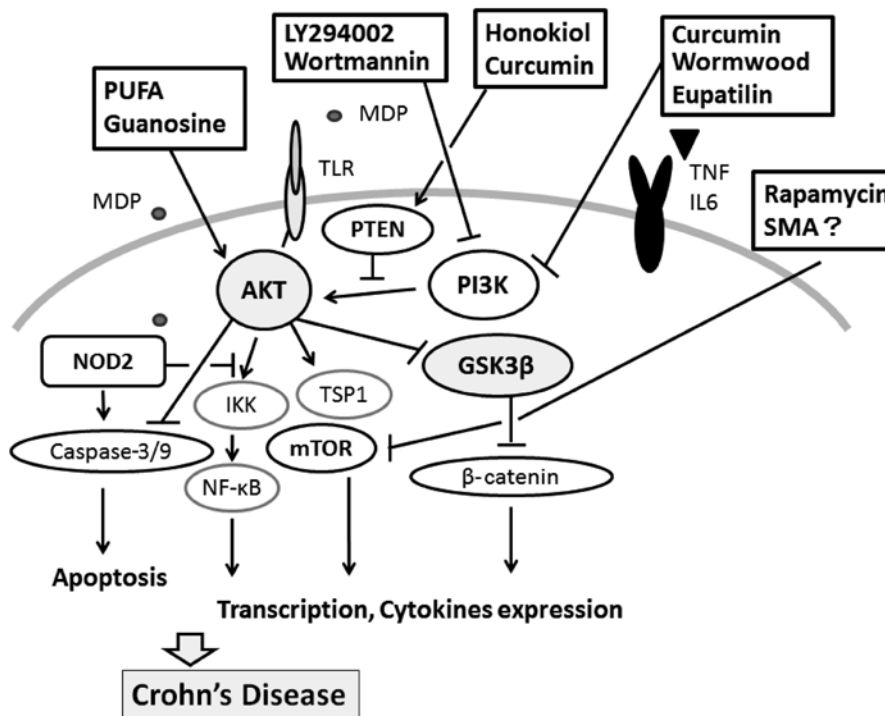 LY294002
Wortmannin
Honokiol
Curcumin
Curcumin
Wormwood
Eupatilin
PUFA
Guanosine
MDP
TLR
TNF
IL6
MDP
Rapamycin
SMA?
PTEN
AKT
PI3K
NOD2
GSK3β
IKK
TSP1
Caspase-3/9
mTOR
NF-κB
β-catenin
Apoptosis
Transcription, Cytokines expression
Crohn's Disease